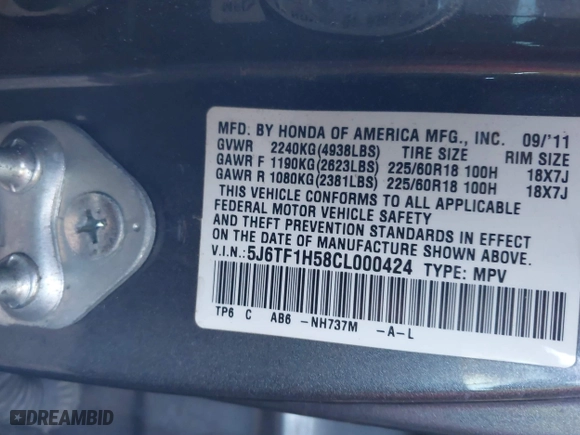 MFD. BY HONDA OF AMERICA MFG., INC. 09/'11
GVWR 2240KG(4938LBS) TIRE SIZE RIM SIZE
GAWR F 1190KG(2623LBS) 225/60R18 100H 18X7J
GAWR R 1080KG(2381LBS) 225/60R18 100H 18X7J
THIS VEHICLE CONFORMS TO ALL APPLICABLE
FEDERAL MOTOR VEHICLE SAFETY
AND THEFT PREVENTION STANDARDS IN EFFECT
ON THE DATE OF MANUFACTURE SHOWN ABOVE.
V.I.N.:5J6TF1H58CL000424 TYPE: MPV
TP6 C AB6 -NH737M -A-L
DREAMBID